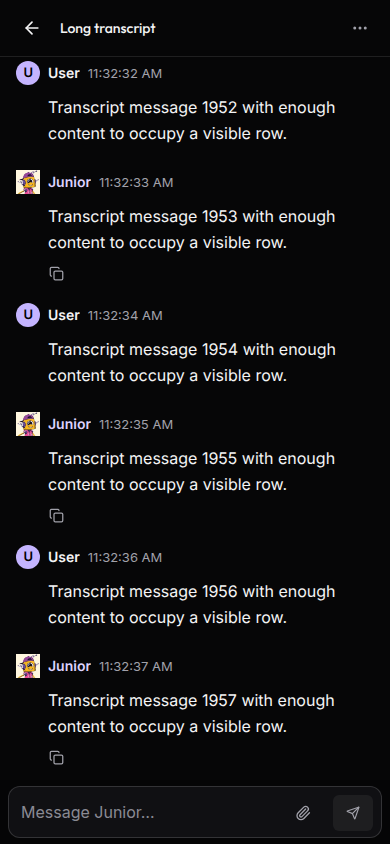 Long transcript
U User 11:32:32 AM
Transcript message 1952 with enough
content to occupy a visible row.
Junior 11:32:33 AM
Transcript message 1953 with enough
content to occupy a visible row.
U User 11:32:34 AM
Transcript message 1954 with enough
content to occupy a visible row.
Junior 11:32:35 AM
Transcript message 1955 with enough
content to occupy a visible row.
U User 11:32:36 AM
Transcript message 1956 with enough
content to occupy a visible row.
Junior 11:32:37 AM
Transcript message 1957 with enough
content to occupy a visible row.
Message Junior...